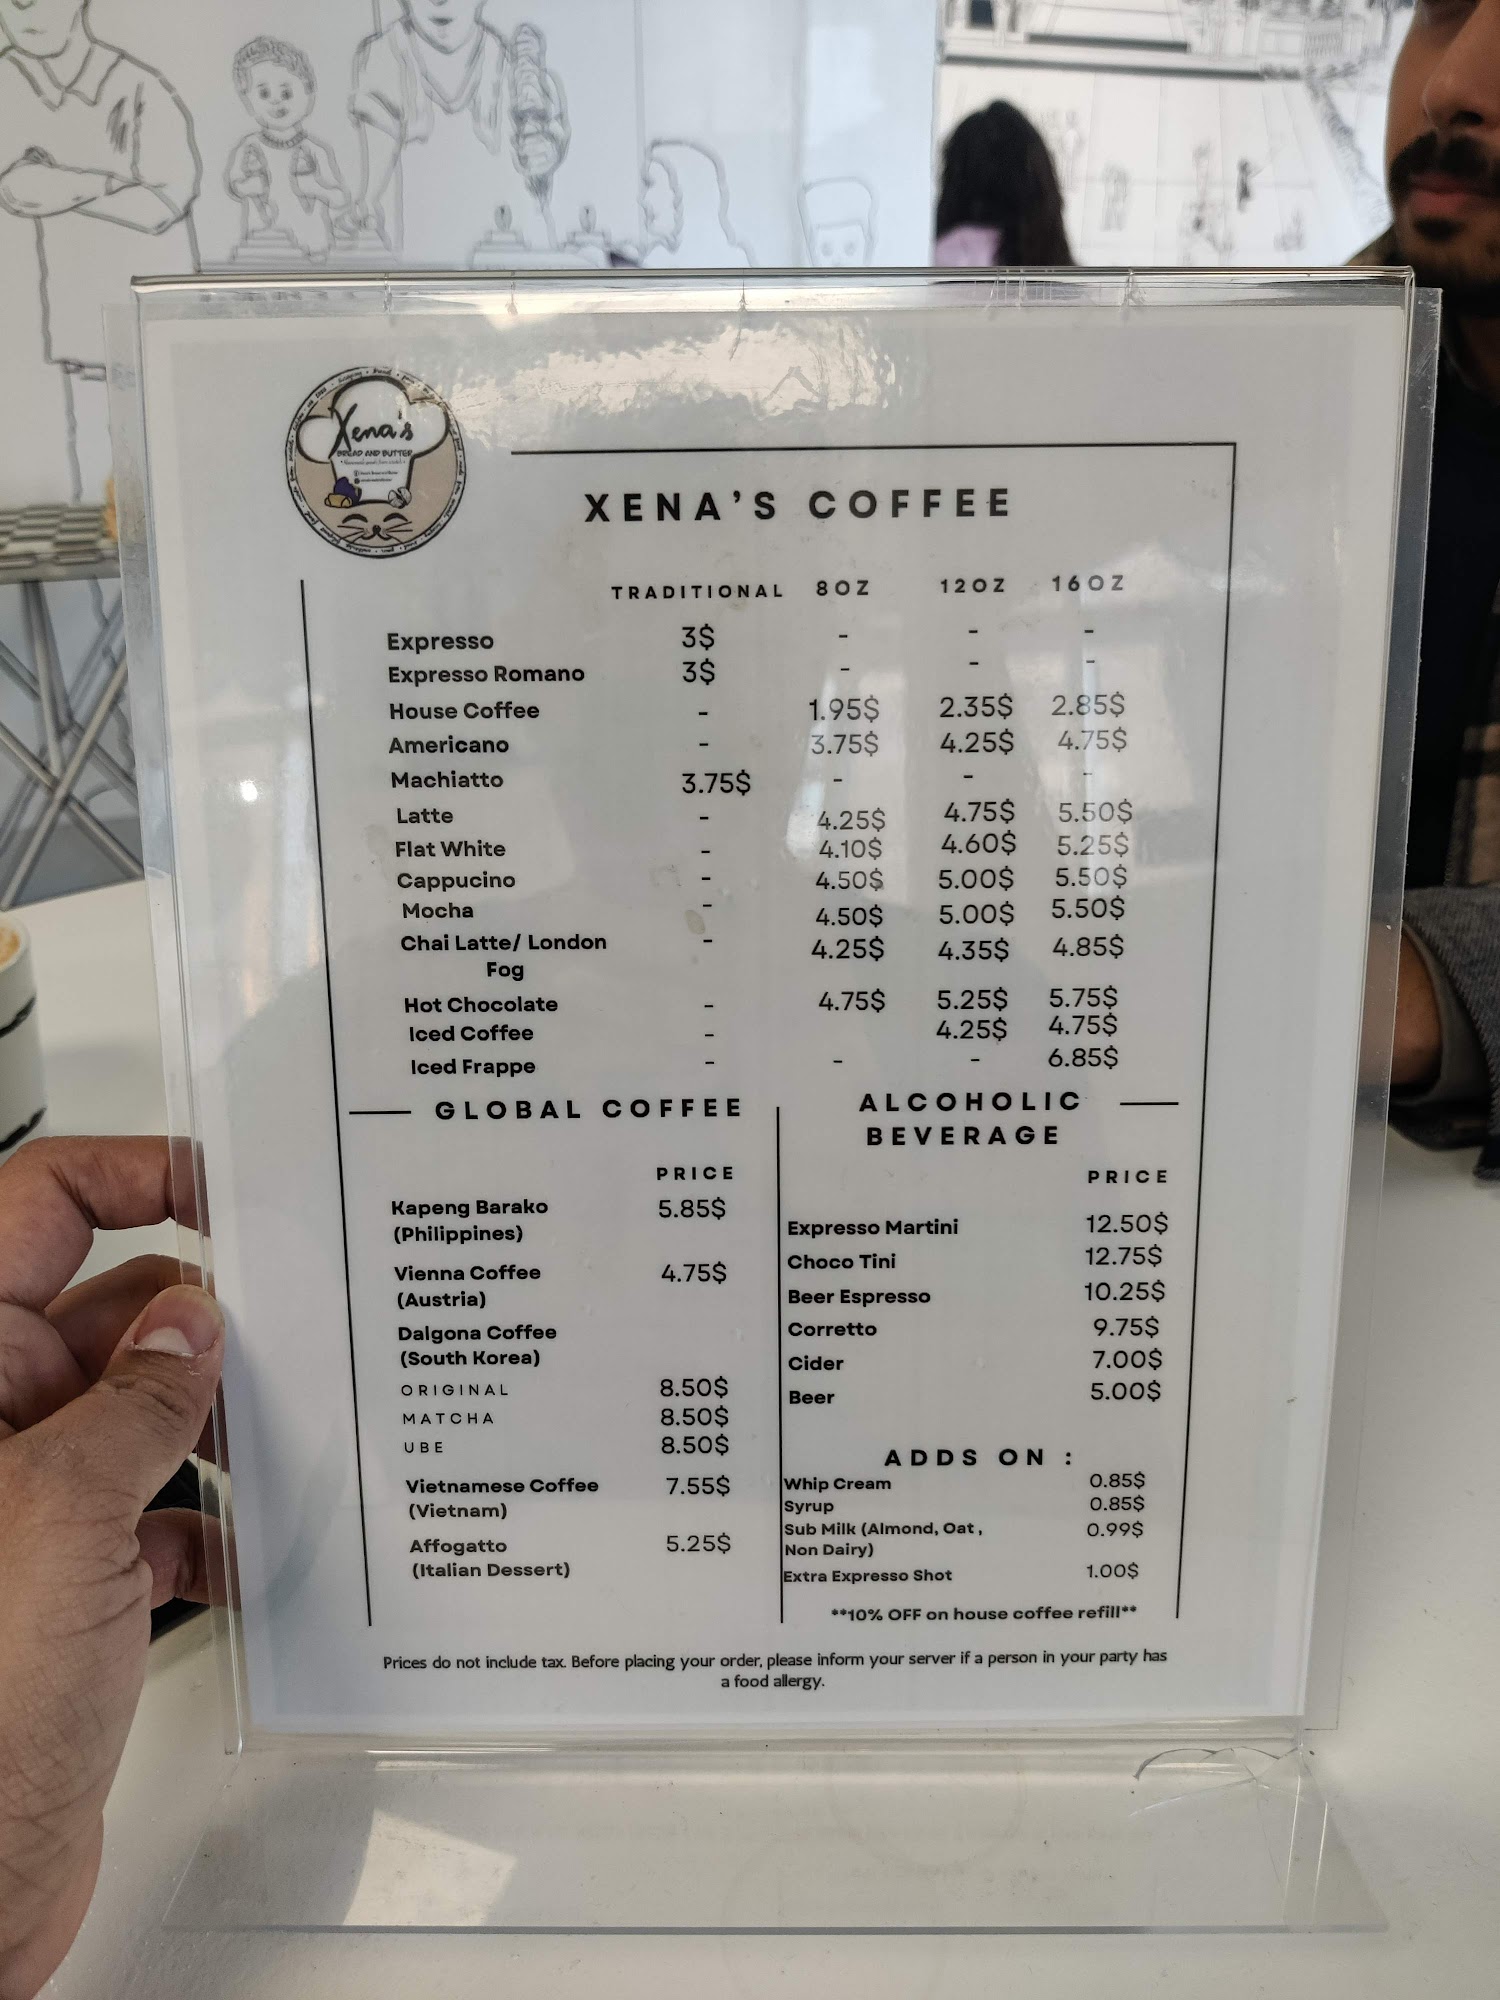 Xena's
BREAD AND BUTTER
XENA'S COFFEE
TRADITIONAL 8OZ 12OZ 16OZ
Expresso 3$ - - -
Expresso Romano 3$ - - -
House Coffee - 1.95$ 2.35$ 2.85$
Americano - 3.75$ 4.25$ 4.75$
Machiatto 3.75$ - - -
Latte - 4.25$ 4.75$ 5.50$
Flat White - 4.10$ 4.60$ 5.25$
Cappucino - 4.50$ 5.00$ 5.50$
Mocha - 4.50$ 5.00$ 5.50$
Chai Latte/ London - 4.25$ 4.35$ 4.85$
Fog
Hot Chocolate - 4.75$ 5.25$ 5.75$
Iced Coffee - 4.25$ 4.75$
Iced Frappe - - - 6.85$
GLOBAL COFFEE
PRICE
Kapeng Barako 5.85$
(Philippines)
Vienna Coffee 4.75$
(Austria)
Dalgona Coffee
(South Korea)
ORIGINAL 8.50$
MATCHA 8.50$
UBE 8.50$
Vietnamese Coffee 7.55$
(Vietnam)
Affogatto 5.25$
(Italian Dessert)
ALCOHOLIC
BEVERAGE
PRICE
Expresso Martini 12.50$
Choco Tini 12.75$
Beer Espresso 10.25$
Corretto 9.75$
Cider 7.00$
Beer 5.00$
ADDS ON :
Whip Cream 0.85$
Syrup 0.85$
Sub Milk (Almond, Oat, 0.99$
Non Dairy)
Extra Expresso Shot 1.00$
**10% OFF on house coffee refill**
Prices do not include tax. Before placing your order, please inform your server if a person in your party has
a food allergy.